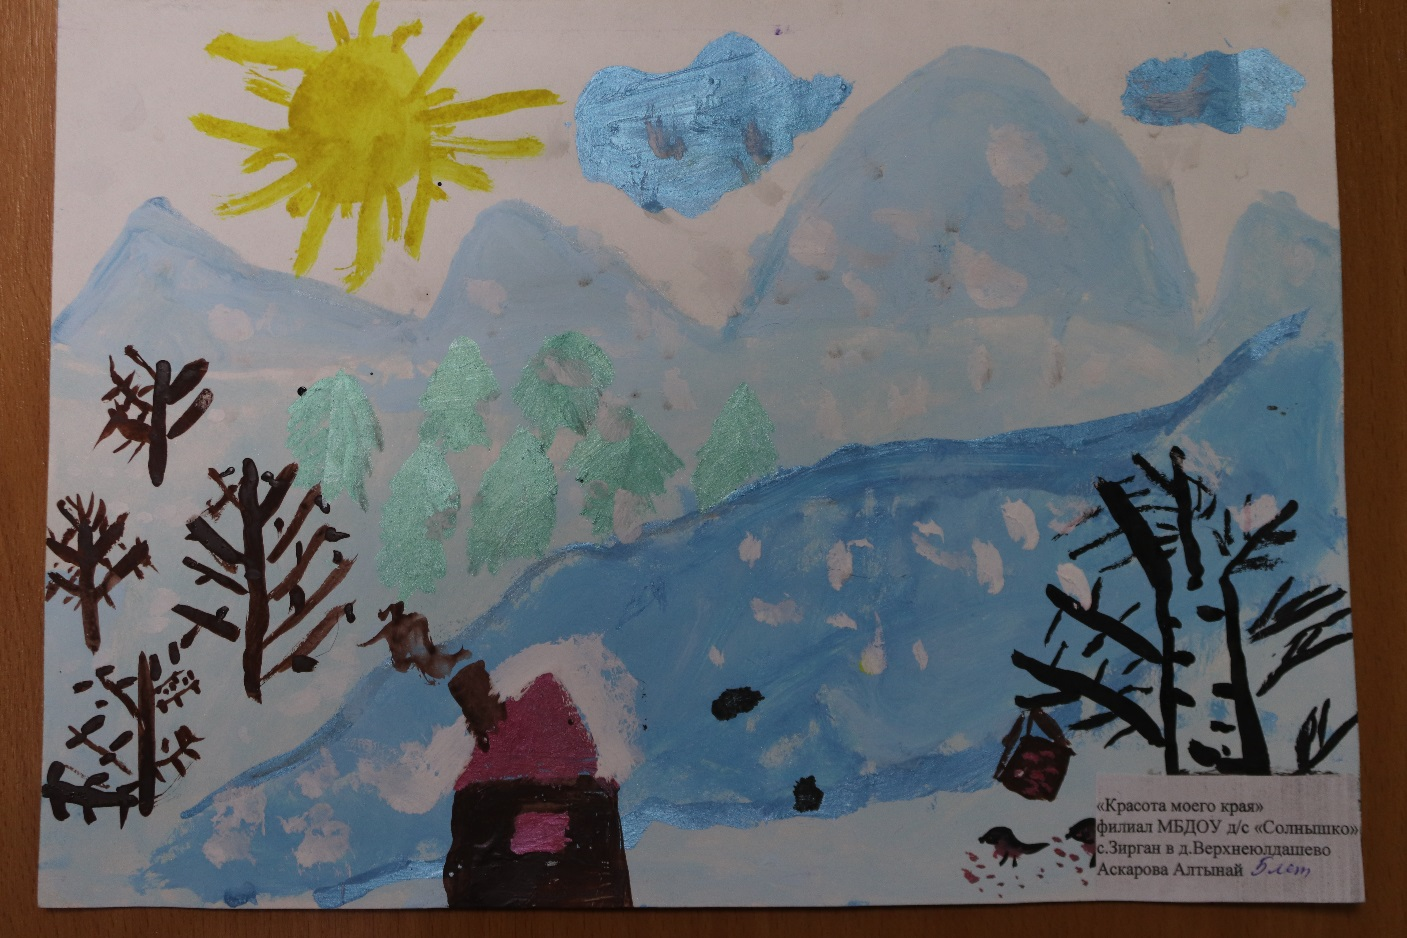 «Красота моего края»
филиал МБДОУ д/с «Солнышко»
с.Зирган в д.Верхнеюлдашево
Аскарова Алтынай 5 лет